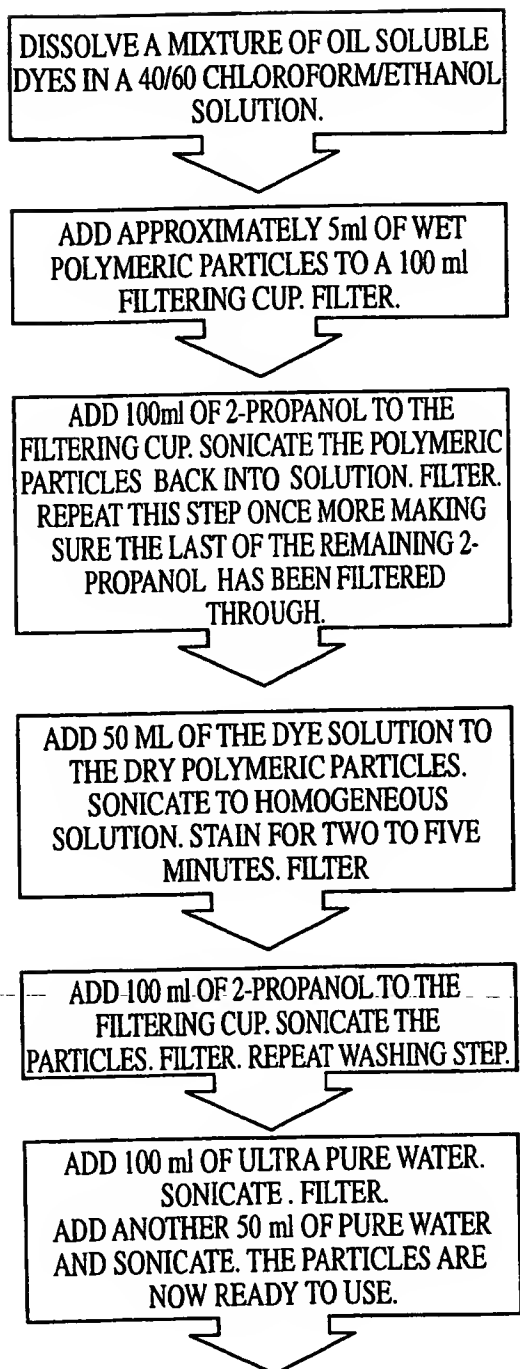 DISSOLVE A MIXTURE OF OIL SOLUBLE
DYES IN A 40/60 CHLOROFORM/ETHANOL
SOLUTION.
ADD APPROXIMATELY 5ml OF WET
POLYMERIC PARTICLES TO A 100 ml
FILTERING CUP. FILTER.
ADD 100ml OF 2-PROPANOL TO THE
FILTERING CUP. SONICATE THE POLYMERIC
PARTICLES BACK INTO SOLUTION. FILTER.
REPEAT THIS STEP ONCE MORE MAKING
SURE THE LAST OF THE REMAINING 2-
PROPANOL HAS BEEN FILTERED
THROUGH.
ADD 50 ML OF THE DYE SOLUTION TO
THE DRY POLYMERIC PARTICLES.
SONICATE TO HOMOGENEOUS
SOLUTION. STAIN FOR TWO TO FIVE
MINUTES. FILTER
ADD 100 ml OF 2-PROPANOL TO THE
FILTERING CUP. SONICATE THE
PARTICLES. FILTER. REPEAT WASHING STEP.
ADD 100 ml OF ULTRA PURE WATER.
SONICATE . FILTER.
ADD ANOTHER 50 ml OF PURE WATER
AND SONICATE. THE PARTICLES ARE
NOW READY TO USE.